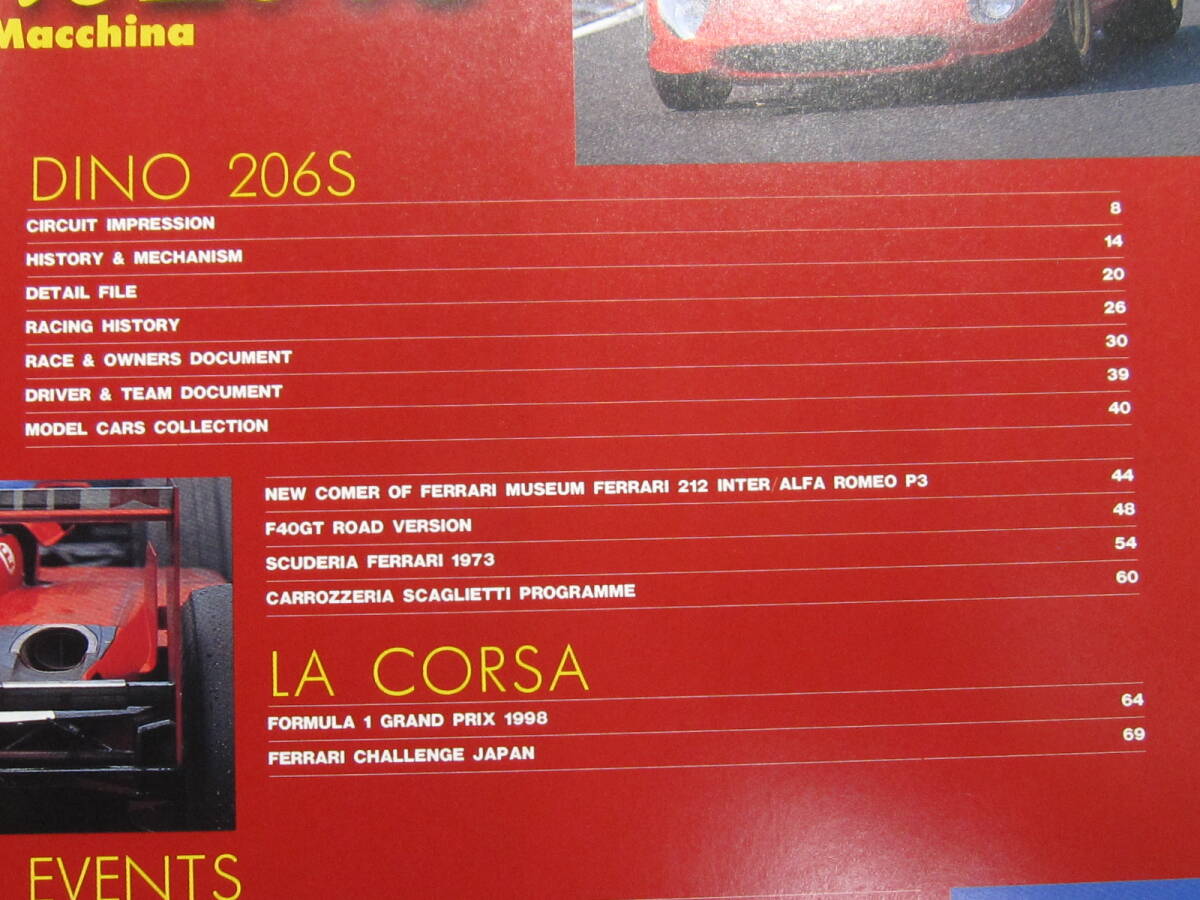 Macchina
DINO 206S
CIRCUIT IMPRESSION 8
HISTORY & MECHANISM 14
DETAIL FILE 20
RACING HISTORY 26
RACE & OWNERS DOCUMENT 30
DRIVER & TEAM DOCUMENT 39
MODEL CARS COLLECTION 40
NEW COMER OF FERRARI MUSEUM FERRARI 212 INTER/ALFA ROMEO P3 44
F40GT ROAD VERSION 48
SCUDERIA FERRARI 1973 54
CARROZZERIA SCAGLIETTI PROGRAMME 60
LA CORSA
FORMULA 1 GRAND PRIX 1998 64
FERRARI CHALLENGE JAPAN 69
EVENTS